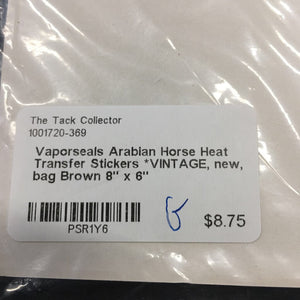 The Tack Collector
1001720-369
Vaporseals Arabian Horse Heat
Transfer Stickers *VINTAGE, new,
bag Brown 8" x 6"
$8.75
PSR1Y6